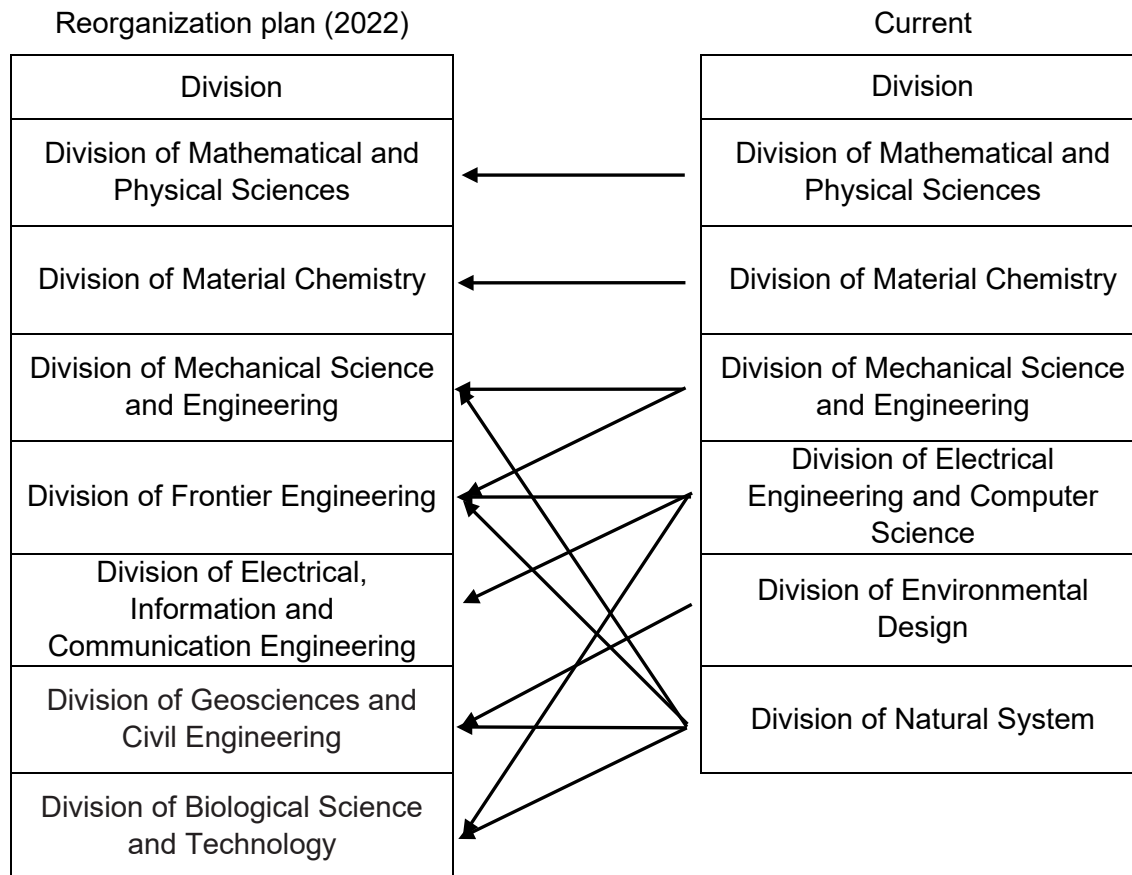 Reorganization plan (2022)
Division
Division of Mathematical and
Physical Sciences
Division of Material Chemistry
Division of Mechanical Science
and Engineering
Division of Frontier Engineering
Division of Electrical,
Information and
Communication Engineering
Division of Geosciences and
Civil Engineering
Division of Biological Science
and Technology
Current
Division
Division of Mathematical and
Physical Sciences
Division of Material Chemistry
Division of Mechanical Science
and Engineering
Division of Electrical
Engineering and Computer
Science
Division of Environmental
Design
Division of Natural System